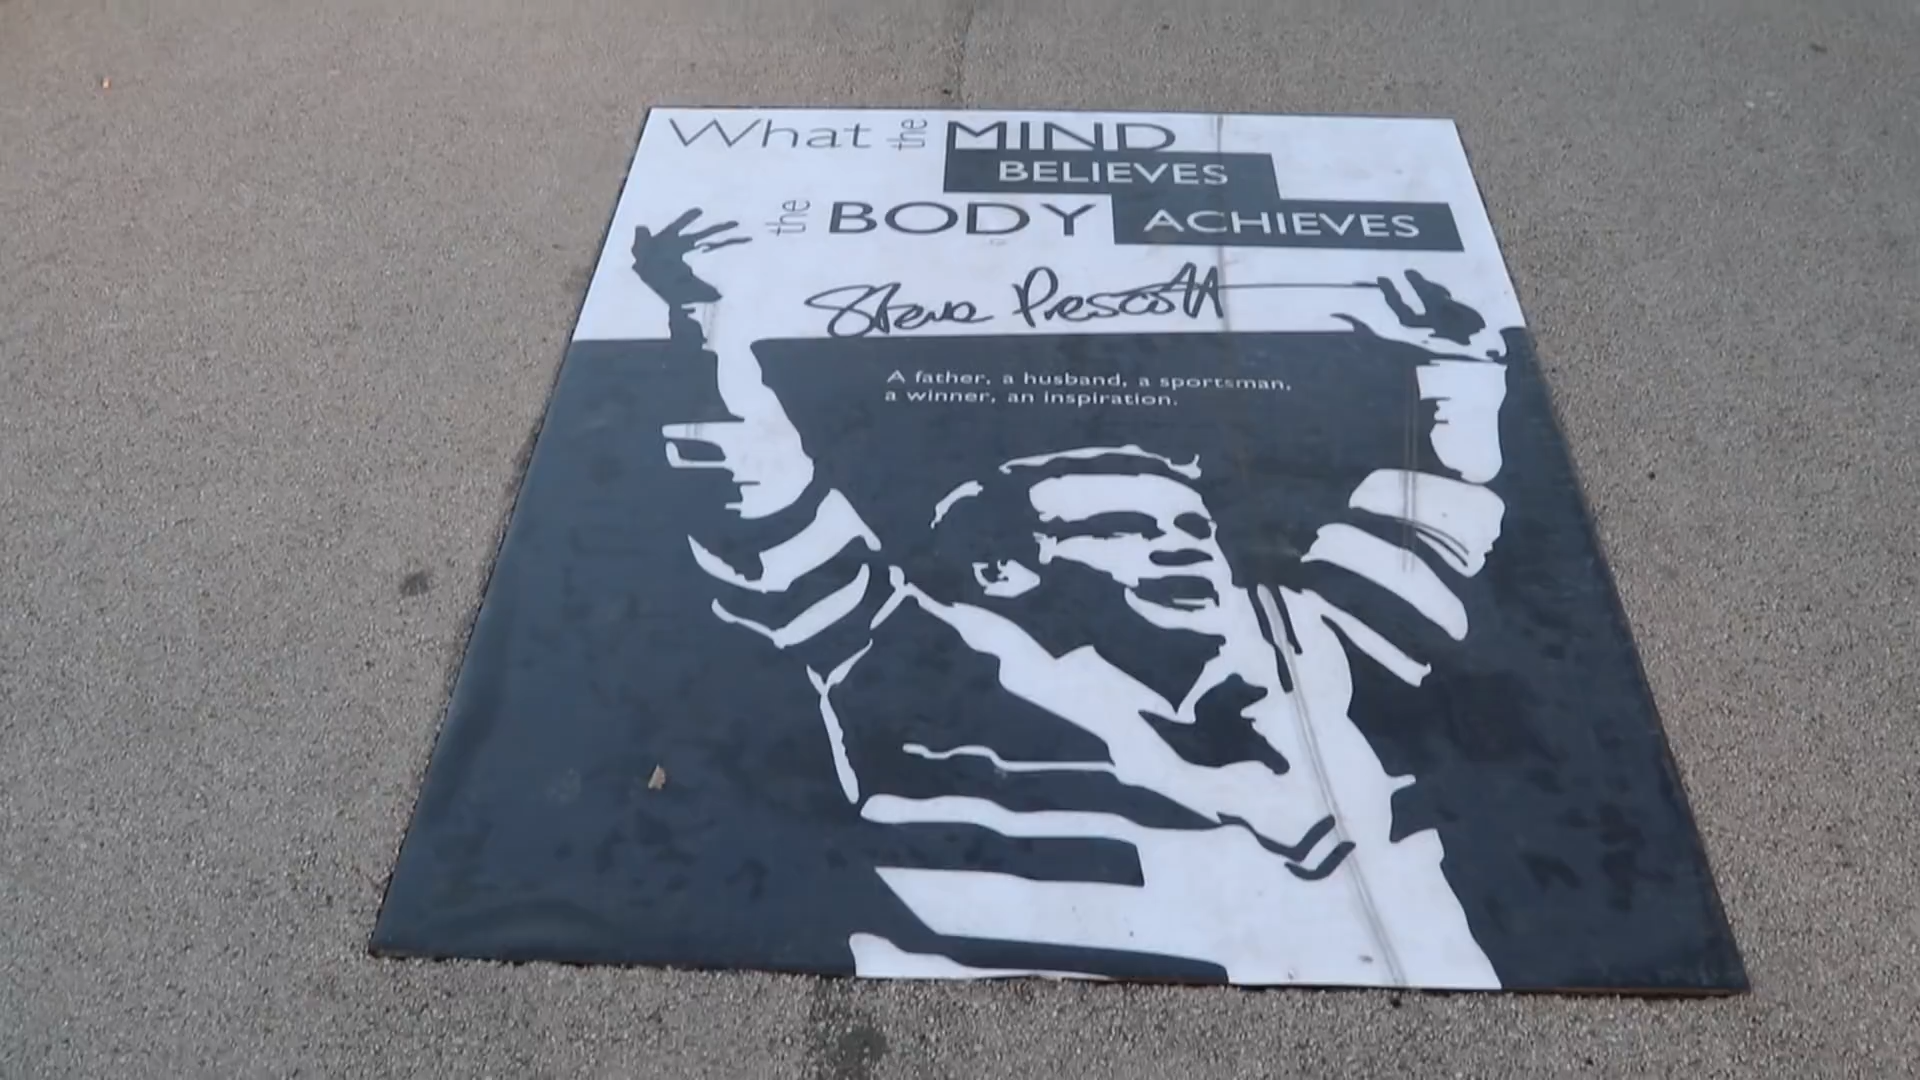 What the MIND
BELIEVES
the BODY ACHIEVES
Steve Prescott
A father, a husband, a sportsman,
a winner, an inspiration.